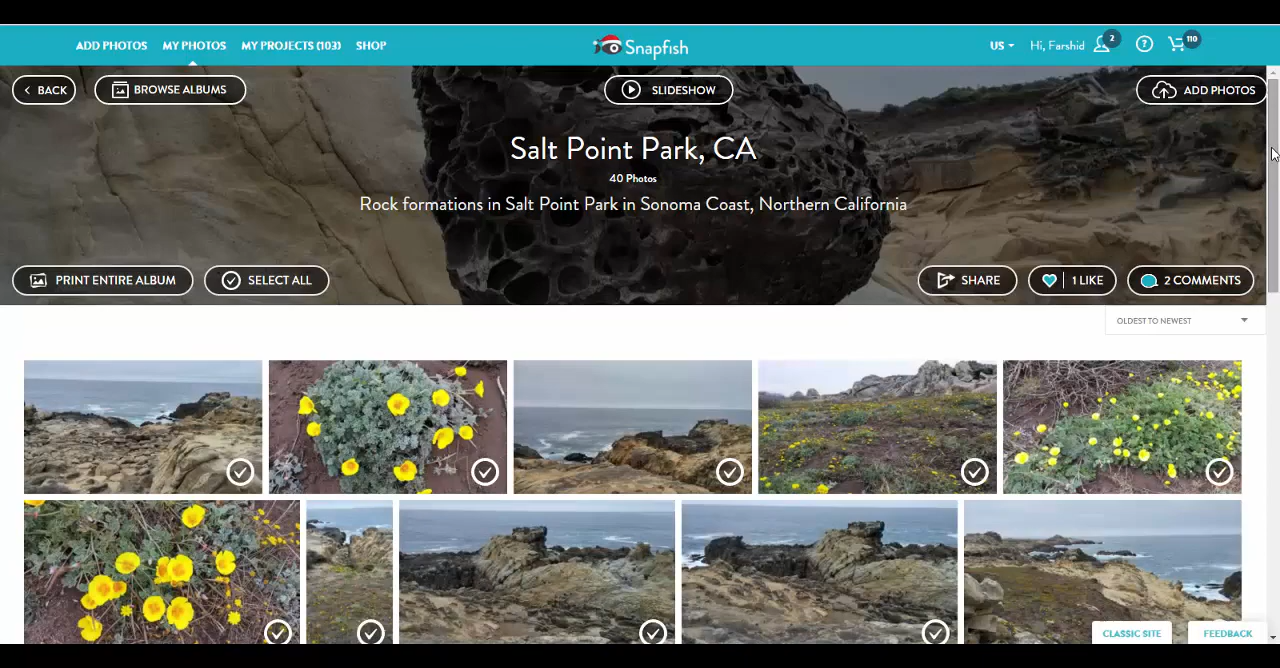 ADD PHOTOS MY PHOTOS MY PROJECTS (103) SHOP Snapfish US Hi, Farshid 2 ? 110
< BACK BROWSE ALBUMS SLIDESHOW ADD PHOTOS
Salt Point Park, CA
40 Photos
Rock formations in Salt Point Park in Sonoma Coast, Northern California
PRINT ENTIRE ALBUM SELECT ALL SHARE 1 LIKE 2 COMMENTS
OLDEST TO NEWEST
CLASSIC SITE FEEDBACK